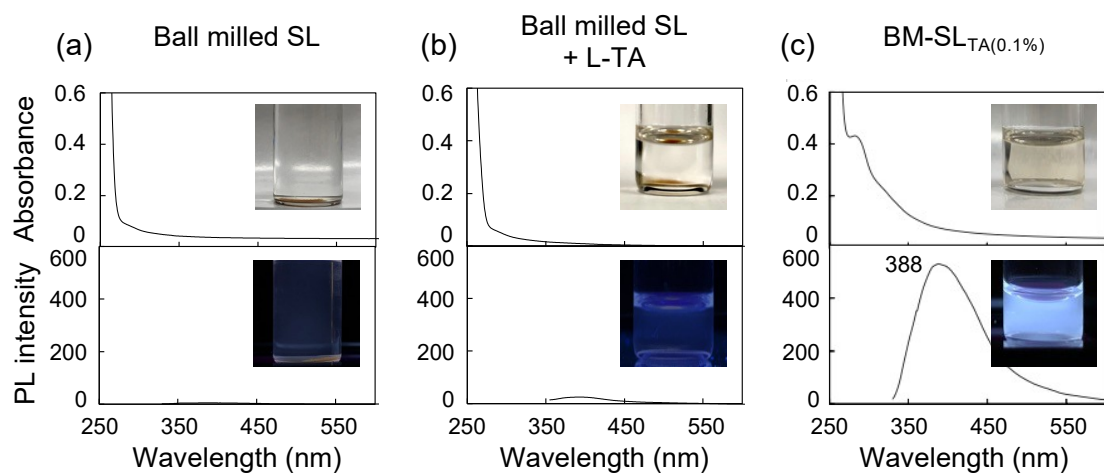 (a) Ball milled SL
(b) Ball milled SL
+ L-TA
(c) BM-SL_TA(0.1%)
Absorbance
0.6
0.4
0.2
0
0.6
0.4
0.2
0
0.6
0.4
0.2
0
PL intensity
600
400
200
0
600
400
200
0
388
600
400
200
0
250 350 450 550
250 350 450 550
250 350 450 550
Wavelength (nm)
Wavelength (nm)
Wavelength (nm)